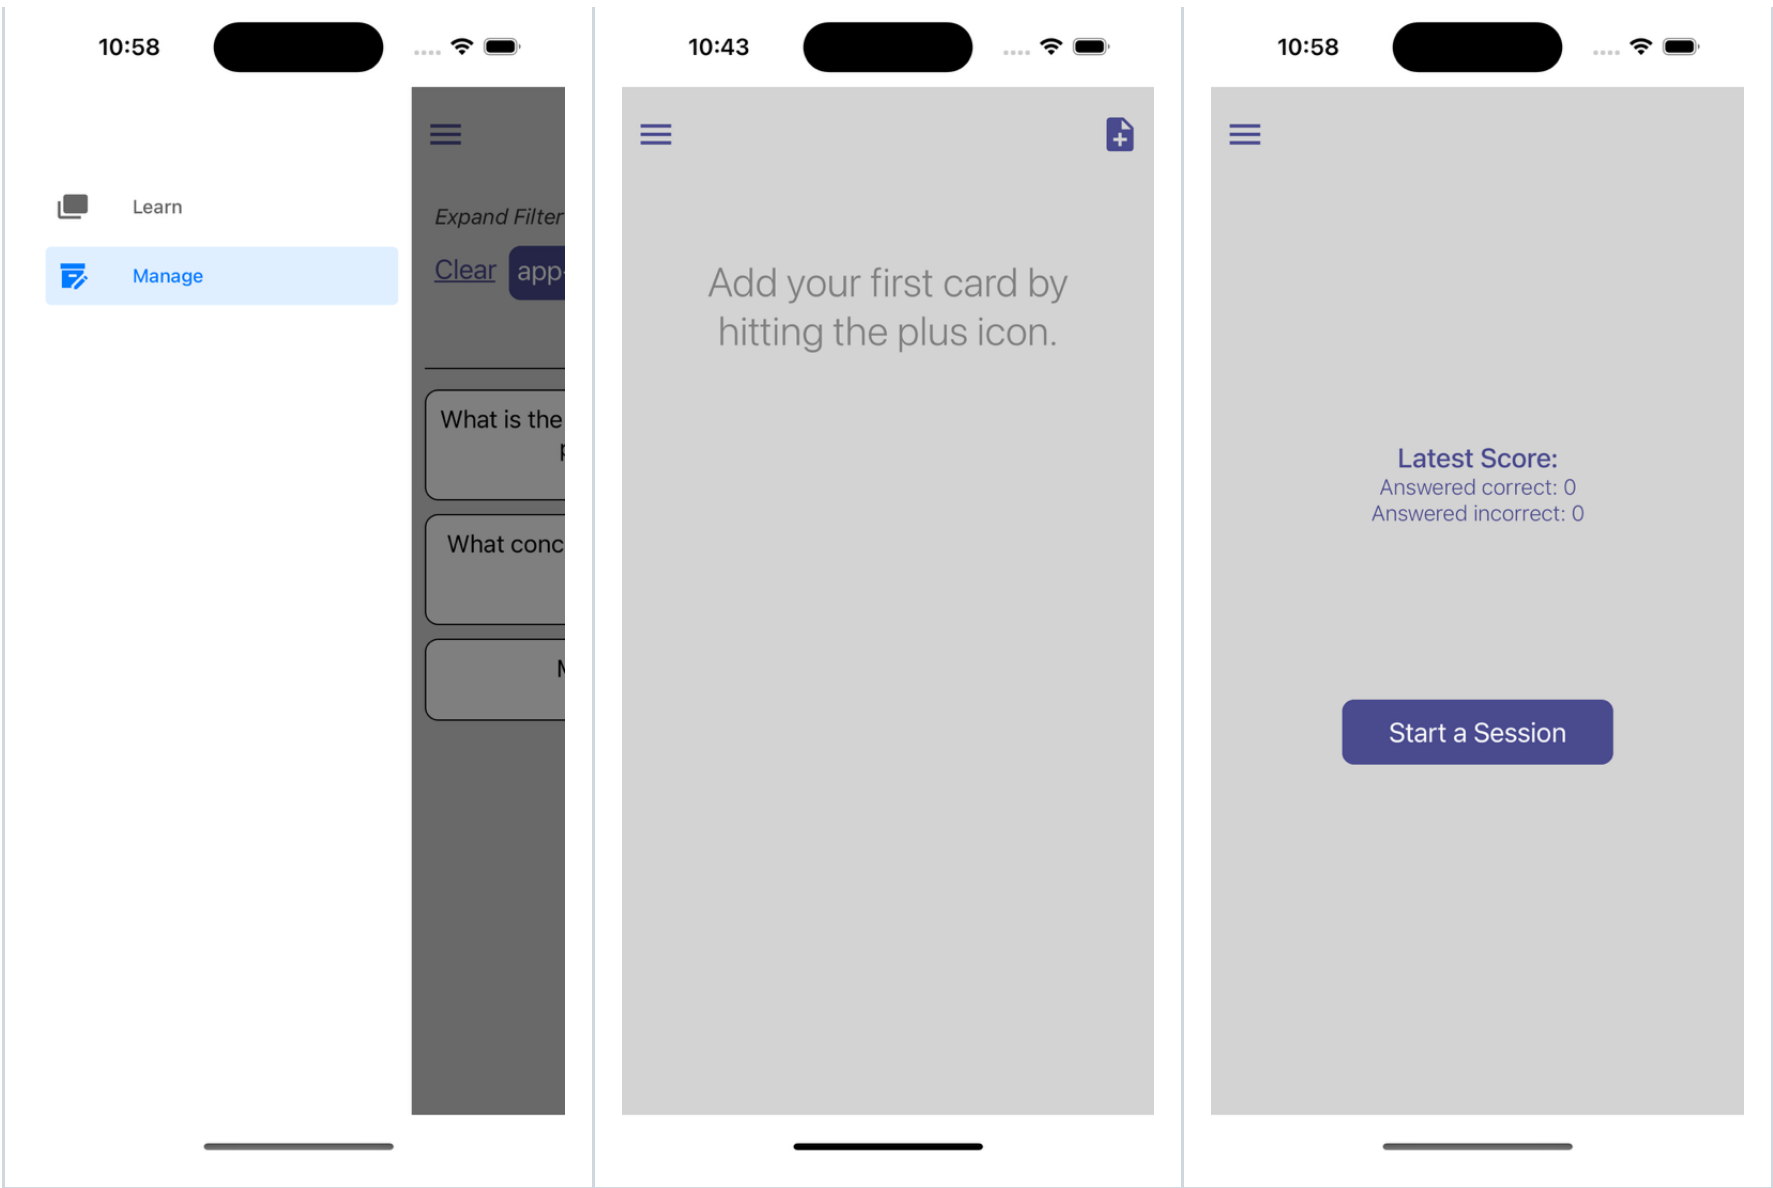 10:58
Learn
Manage
Expand Filter
Clear
app-
What is the
What conc
10:43
Add your first card by
hitting the plus icon.
10:58
Latest Score:
Answered correct: 0
Answered incorrect: 0
Start a Session